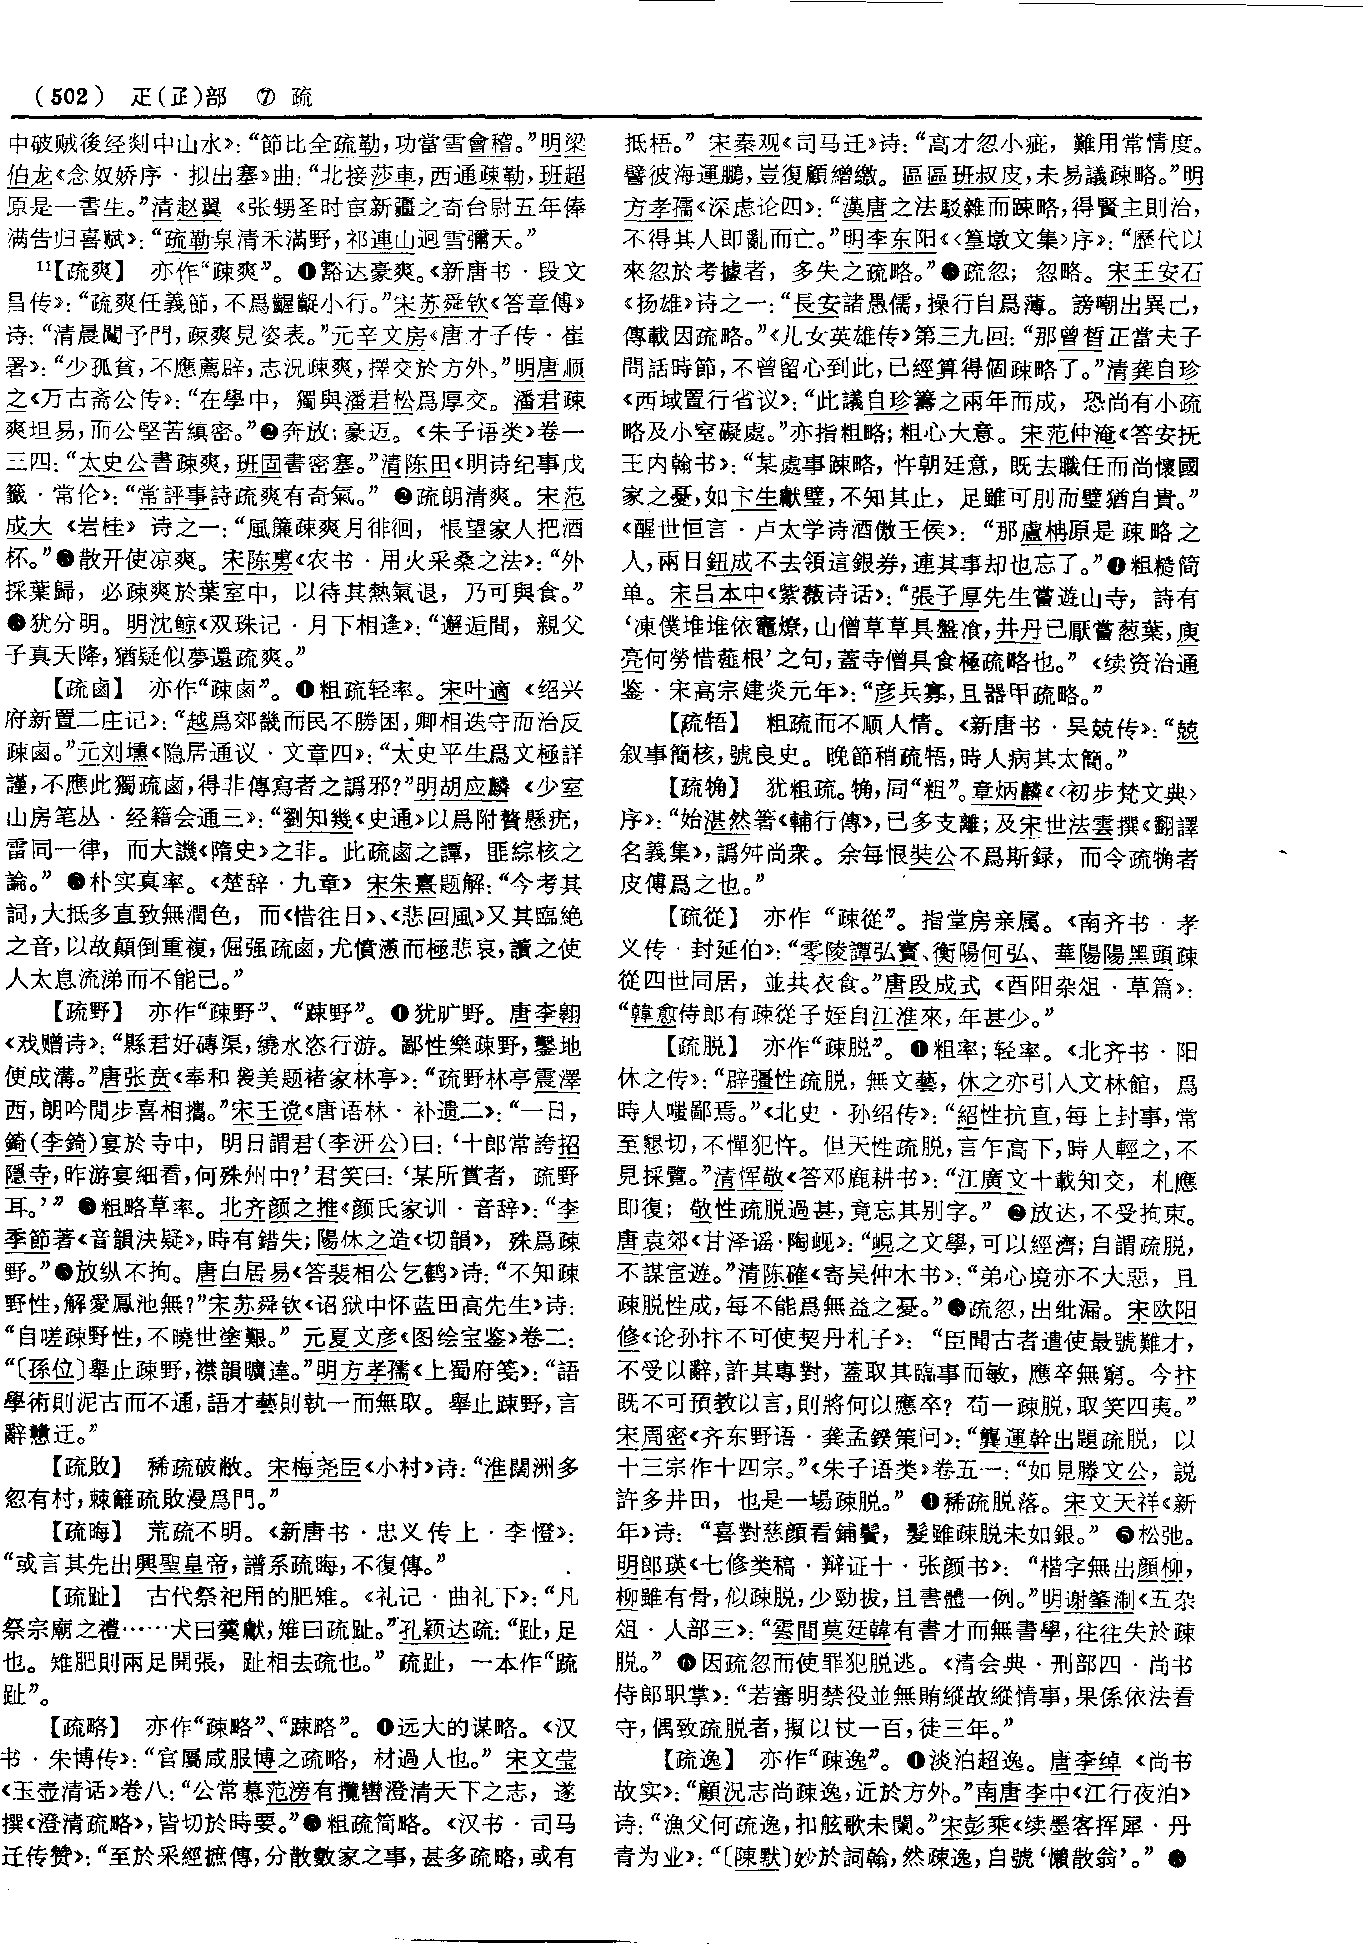 (502) 疋(𤴔)部 ⑦ 疏
中破贼後经剡中山水》：“節比全疏勒，功當雪會稽。”明梁
伯龙《念奴娇序·拟出塞》曲：“北接莎車，西通疎勒，班超
原是一書生。”清赵翼《张甥圣时宦新疆之奇台尉五年俸
满告归喜赋》：“疏勒泉清禾滿野，祁連山迥雪彌天。”
11【疏爽】 亦作“疎爽”。❶豁达豪爽。《新唐书·段文
昌传》：“疏爽任義節，不爲齷齪小行。”宋苏舜钦《答章傅》
诗：“清晨闖予門，疎爽見姿表。”元辛文房《唐才子传·崔
署》：“少孤貧，不應薦辟，志況疎爽，擇交於方外。”明唐顺
之《万古斋公传》：“在學中，獨與潘君松爲厚交。潘君疎
爽坦易，而公堅苦縝密。”❷奔放；豪迈。《朱子语类》卷一
三四：“太史公書疎爽，班固書密塞。”清陈田《明诗纪事戊
籤·常伦》：“常評事詩疏爽有奇氣。” ❷疏朗清爽。宋范
成大《岩桂》诗之一：“風簾疎爽月徘徊，悵望家人把酒
杯。”❸散开使凉爽。宋陈旉《农书·用火采桑之法》：“外
採葉歸，必疎爽於葉室中，以待其熱氣退，乃可與食。”
❺犹分明。明沈鲸《双珠记·月下相逢》：“邂逅間，親父
子真天降，猶疑似夢還疏爽。”
【疏鹵】 亦作“疎鹵”。❶粗疏轻率。宋叶適《绍兴
府新置二庄记》：“越爲郊畿而民不勝困，卿相迭守而治反
疎鹵。”元刘壎《隐居通议·文章四》：“太史平生爲文極詳
謹，不應此獨疏鹵，得非傳寫者之譌邪？”明胡应麟《少室
山房笔丛·经籍会通三》：“劉知幾《史通》以爲附贅懸疣，
雷同一律，而大譏《隋史》之非。此疏鹵之譚，匪綜核之
論。” ❷朴实真率。《楚辞·九章》宋朱熹题解：“今考其
詞，大抵多直致無潤色，而《惜往日》、《悲回風》又其臨絶
之音，以故顛倒重複，倔强疏鹵，尤憤懣而極悲哀，讀之使
人太息流涕而不能已。”
【疏野】 亦作“疎野”、“踈野”。❶犹旷野。唐李翱
《戏赠诗》：“縣君好磚渠，繞水恣行游。鄙性樂疎野，鑿地
便成溝。”唐张贲《奉和袭美题褚家林亭》：“疏野林亭震澤
西，朗吟閒步喜相攜。”宋王谠《唐语林·补遗二》：“一日，
錡(李錡)宴於寺中，明日謂君(李汧公)曰：‘十郎常誇招
隱寺，昨游宴細看，何殊州中？’君笑曰：‘某所賞者，疏野
耳。’” ❷粗略草率。北齐颜之推《颜氏家训·音辞》：“李
季節著《音韻決疑》，時有錯失；陽休之造《切韻》，殊爲疎
野。”❸放纵不拘。唐白居易《答裴相公乞鹤》诗：“不知疎
野性，解愛鳳池無？”宋苏舜钦《诏狱中怀蓝田高先生》诗：
“自嗟疎野性，不曉世塗艱。” 元夏文彦《图绘宝鉴》卷二：
“〔孫位〕舉止疎野，襟韻曠達。”明方孝孺《上蜀府笺》：“語
學術則泥古而不通，語才藝則執一而無取。舉止踈野，言
辭戇迂。”
【疏敗】 稀疏破敝。宋梅尧臣《小村》诗：“淮闊洲多
忽有村，棘籬疏敗漫爲門。”
【疏晦】 荒疏不明。《新唐书·忠义传上·李憕》：
“或言其先出興聖皇帝，譜系疏晦，不復傳。”
【疏趾】 古代祭祀用的肥雉。《礼记·曲礼下》：“凡
祭宗廟之禮……犬曰羹獻，雉曰疏趾。”孔颖达疏：“趾，足
也。雉肥則兩足開張，趾相去疏也。” 疏趾，一本作“疏
趾”。
【疏略】 亦作“疎略”、“踈略”。❶远大的谋略。《汉
书·朱博传》：“官屬咸服博之疏略，材過人也。” 宋文莹
《玉壶清话》卷八：“公常慕范滂有攬轡澄清天下之志，遂
撰《澄清疏略》，皆切於時要。”❷粗疏简略。《汉书·司马
迁传赞》：“至於采經摭傳，分散數家之事，甚多疏略，或有
抵梧。” 宋秦观《司马迁》诗：“高才忽小疵，難用常情度。
譬彼海運鵬，豈復顧繒繳。區區班叔皮，未易議疎略。”明
方孝孺《深虑论四》：“漢唐之法駁雜而踈略，得賢主則治，
不得其人即亂而亡。”明李东阳《〈篁墩文集〉序》：“歷代以
來忽於考據者，多失之疏略。”❸疏忽；忽略。宋王安石
《扬雄》诗之一：“長安諸愚儒，操行自爲薄。謗嘲出異己，
傳載因疏略。”《儿女英雄传》第三九回：“那曾晳正當夫子
問話時節，不曾留心到此，已經算得個疎略了。”清龚自珍
《西域置行省议》：“此議自珍籌之兩年而成，恐尚有小疏
略及小窒礙處。”亦指粗略；粗心大意。宋范仲淹《答安抚
王内翰书》：“某處事踈略，忤朝廷意，既去職任而尚懷國
家之憂，如卞生獻璧，不知其止，足雖可刖而璧猶自貴。”
《醒世恒言·卢太学诗酒傲王侯》：“那盧柟原是疎略之
人，兩日鈕成不去領這銀券，連其事却也忘了。”❹粗糙简
单。宋吕本中《紫薇诗话》：“張子厚先生嘗遊山寺，詩有
‘凍僕堆堆依竈燎，山僧草草具盤飡，井丹已厭嘗葱葉，庾
亮何勞惜薤根’之句，蓋寺僧具食極疏略也。”《续资治通
鉴·宋高宗建炎元年》：“彦兵寡，且器甲疏略。”
【疏牾】 粗疏而不顺人情。《新唐书·吴兢传》：“兢
叙事簡核，號良史。晚節稍疏牾，時人病其太簡。”
【疏觕】 犹粗疏。觕，同“粗”。章炳麟《〈初步梵文典〉
序》：“始湛然著《輔行傳》，已多支離；及宋世法雲撰《翻譯
名義集》，譌舛尚衆。余每恨奘公不爲斯録，而令疏觕者
皮傅爲之也。”
【疏從】 亦作“疎從”。指堂房亲属。《南齐书·孝
义传·封延伯》：“零陵譚弘寶、衡陽何弘、華陽陽黑頭疎
從四世同居，並共衣食。”唐段成式《酉阳杂俎·草篇》：
“韓愈侍郎有疎從子姪自江淮來，年甚少。”
【疏脱】 亦作“疎脱”。❶粗率；轻率。《北齐书·阳
休之传》：“辟彊性疏脱，無文藝，休之亦引入文林館，爲
時人嗤鄙焉。”《北史·孙绍传》：“紹性抗直，每上封事，常
至懇切，不憚犯忤。但天性疏脱，言乍高下，時人輕之，不
見採覽。”清恽敬《答邓鹿耕书》：“江廣文十載知交，札應
即復；敬性疏脱過甚，竟忘其别字。” ❷放达，不受拘束。
唐袁郊《甘泽谣·陶岘》：“峴之文學，可以經濟；自謂疏脱，
不謀宦遊。”清陈確《寄吴仲木书》：“弟心境亦不大惡，且
疎脱性成，每不能爲無益之憂。”❸疏忽，出纰漏。宋欧阳
修《论孙抃不可使契丹札子》：“臣聞古者遣使最號難才，
不受以辭，許其專對，蓋取其臨事而敏，應卒無窮。今抃
既不可預教以言，則將何以應卒？苟一疎脱，取笑四夷。”
宋周密《齐东野语·龚孟鍨策问》：“龔運幹出題疏脱，以
十三宗作十四宗。”《朱子语类》卷五一：“如見滕文公，説
許多井田，也是一場疎脱。” ❹稀疏脱落。宋文天祥《新
年》诗：“喜對慈顔看鋪鬢，髮雖疎脱未如銀。” ❺松弛。
明郎瑛《七修类稿·辩证十·张颜书》：“楷字無出顔柳，
柳雖有骨，似疎脱，少勁拔，且書體一例。”明谢肇淛《五杂
俎·人部三》：“雲間莫廷韓有書才而無書學，往往失於疎
脱。” ❻因疏忽而使罪犯脱逃。《清会典·刑部四·尚书
侍郎职掌》：“若審明禁役並無賄縱故縱情事，果係依法看
守，偶致疏脱者，擬以杖一百，徒三年。”
【疏逸】 亦作“疎逸”。❶淡泊超逸。唐李绰《尚书
故实》：“顧況志尚疎逸，近於方外。”南唐李中《江行夜泊》
诗：“漁父何疏逸，扣舷歌未闌。”宋彭乘《续墨客挥犀·丹
青为业》：“〔陳默〕妙於詞翰，然疎逸，自號‘懶散翁’。” ❷